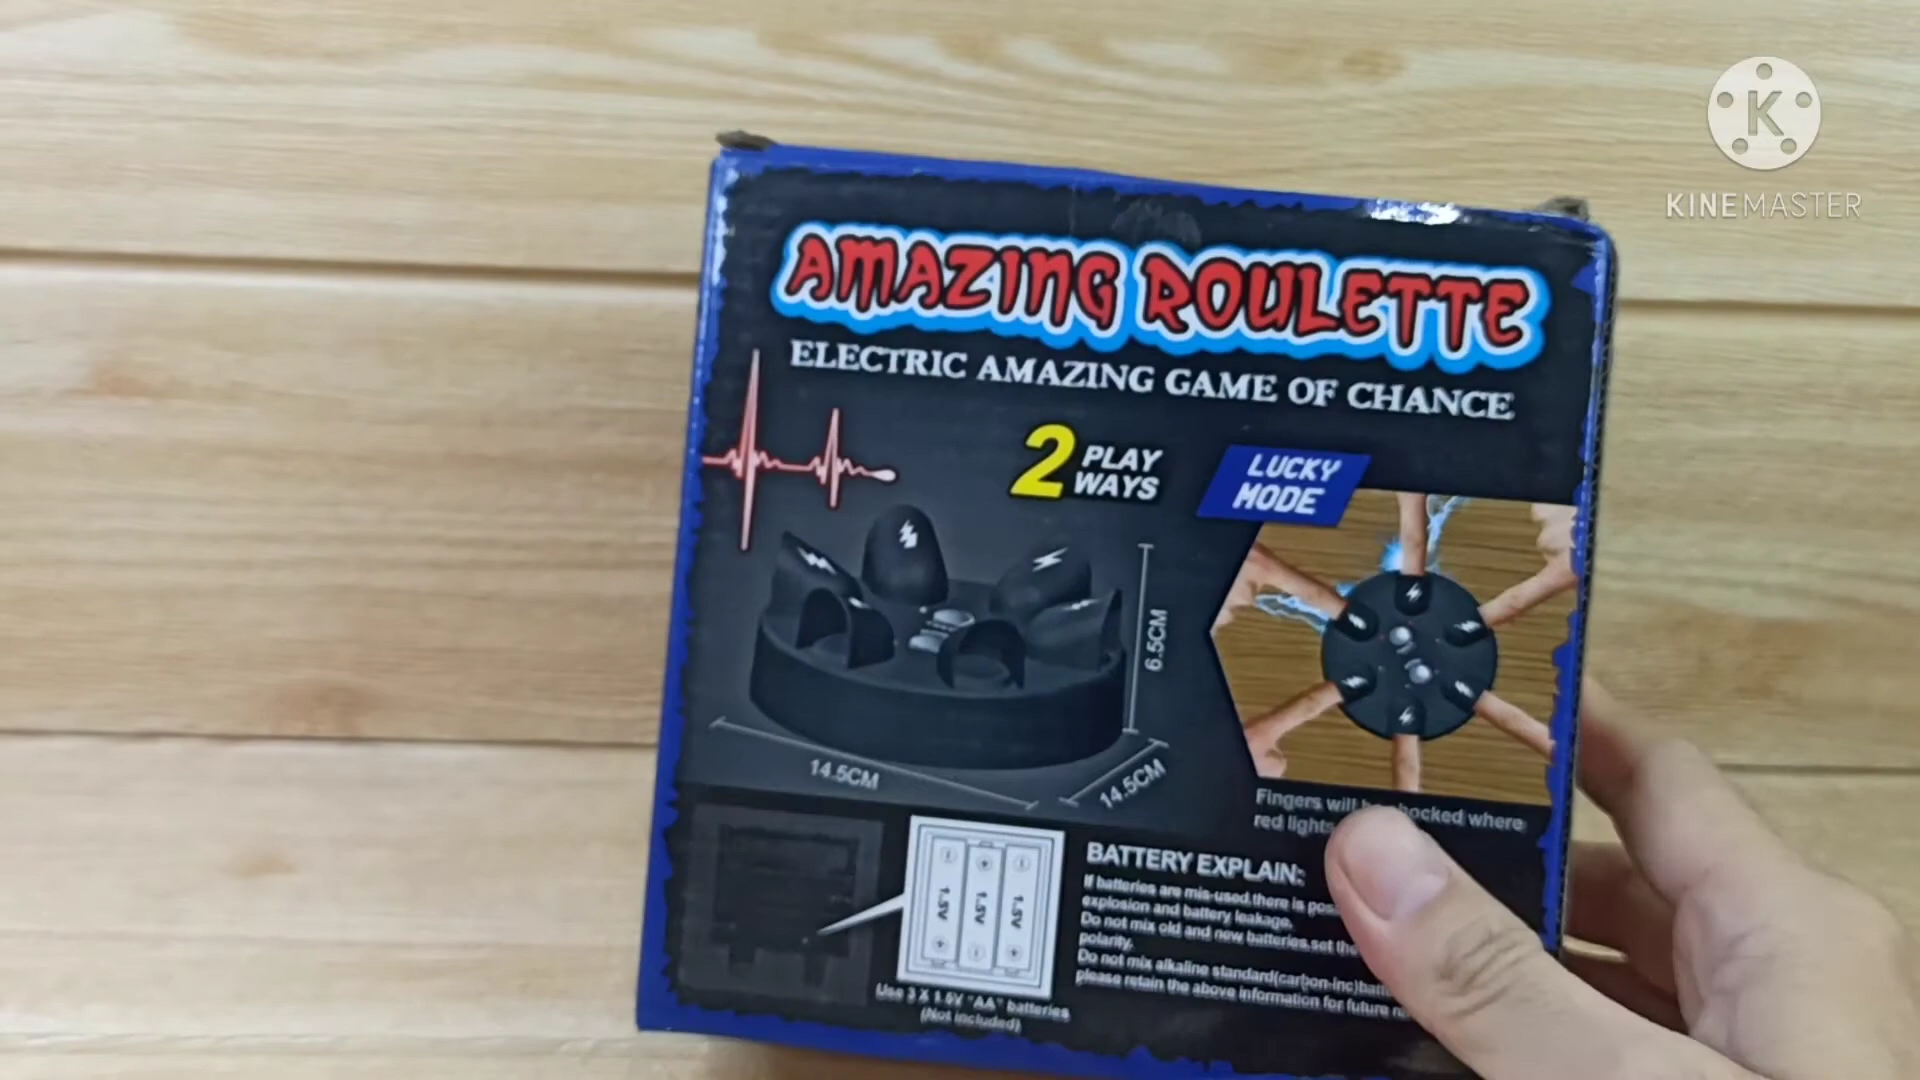 K
KINEMASTER
AMAZING ROULETTE
ELECTRIC AMAZING GAME OF CHANCE
2 PLAY WAYS
LUCKY MODE
6.5CM
14.5CM
14.5CM
Fingers will be shocked where
red lights
BATTERY EXPLAIN:
If batteries are mis-used,there is
explosion and battery leakage.
Do not mix old and new batteries,set the
polarity.
Do not mix alkaline standard(carbon-inc)
please retain the above information for future
1.5V
1.5V
1.5V
Use 3 X 1.5V "AA" batteries
(Not included)